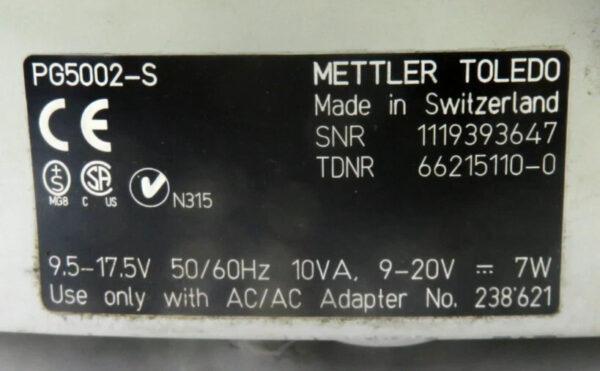 PG5002-S
METTLER TOLEDO
Made in Switzerland
SNR 1119393647
TDNR 66215110-0
CE
±S
MGB
SA
C US
N315
9.5-17.5V 50/60Hz 10VA, 9-20V ⎓ 7W
Use only with AC/AC Adapter No. 238'621